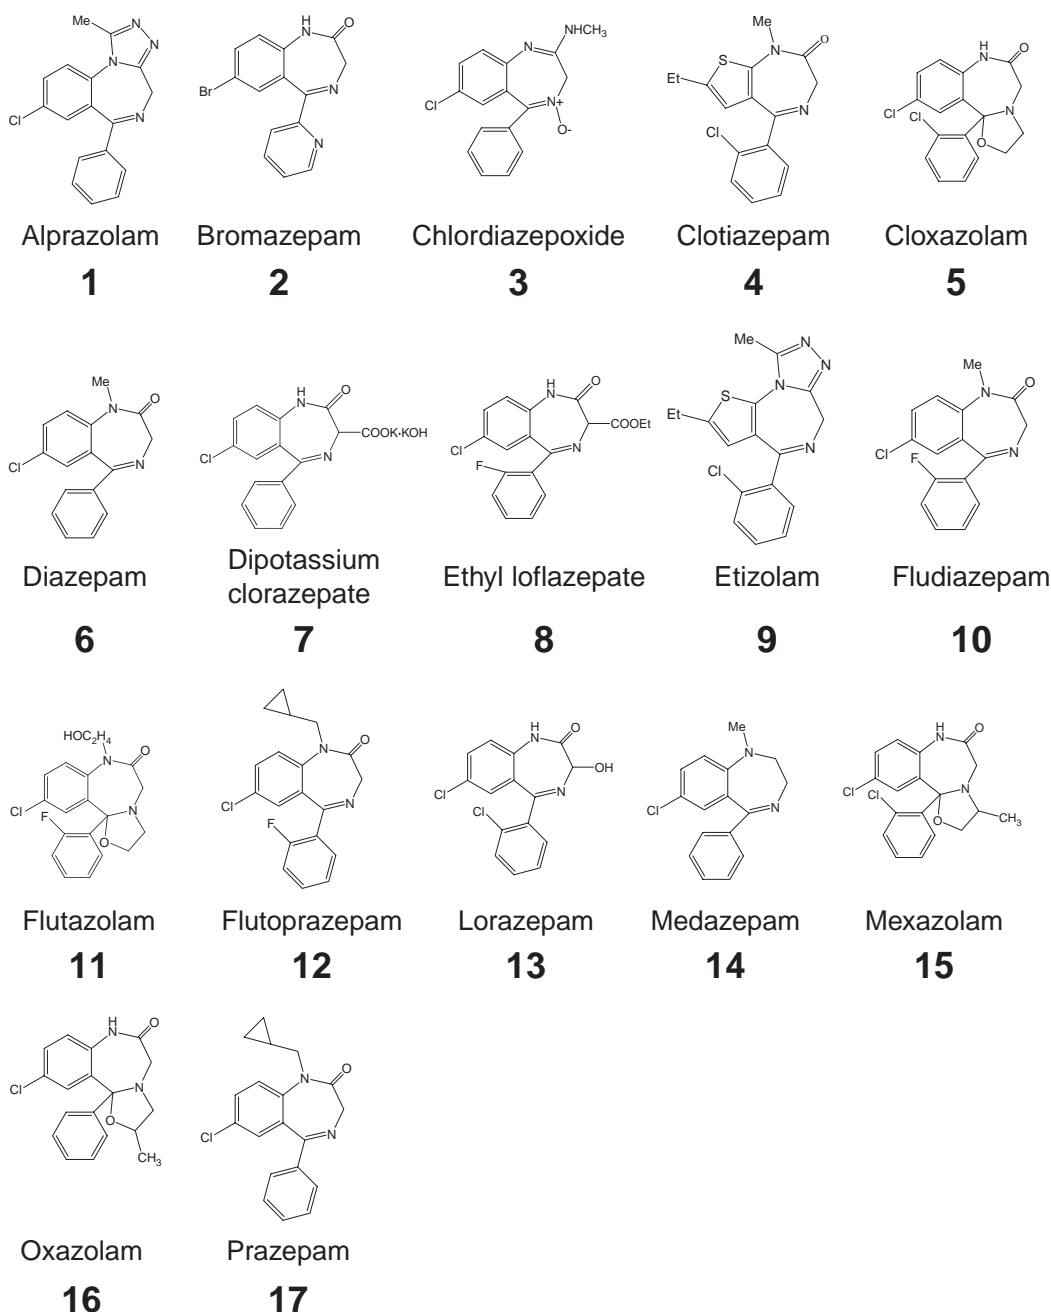 Me
N
N
N
N
Cl
Alprazolam
1
H
N
O
Br
N
N
Bromazepam
2
NHCH3
N
Cl
N+
O-
Chlordiazepoxide
3
Me
N
O
S
Et
N
Cl
Clotiazepam
4
H
N
O
Cl
N
Cl
O
Cloxazolam
5
Me
N
O
Cl
N
Diazepam
6
H
N
O
COOK·KOH
Cl
N
Dipotassium
clorazepate
7
H
N
O
COOEt
Cl
N
F
Ethyl loflazepate
8
Me
N
N
N
S
Et
N
Cl
Etizolam
9
Me
N
O
Cl
N
F
Fludiazepam
10
HOC2H4
N
O
Cl
N
F
O
Flutazolam
11
N
O
Cl
N
F
Flutoprazepam
12
H
N
O
OH
Cl
N
Cl
Lorazepam
13
Me
N
Cl
N
Medazepam
14
H
N
O
Cl
N
Cl
O
CH3
Mexazolam
15
H
N
O
Cl
N
O
CH3
Oxazolam
16
N
O
Cl
N
Prazepam
17